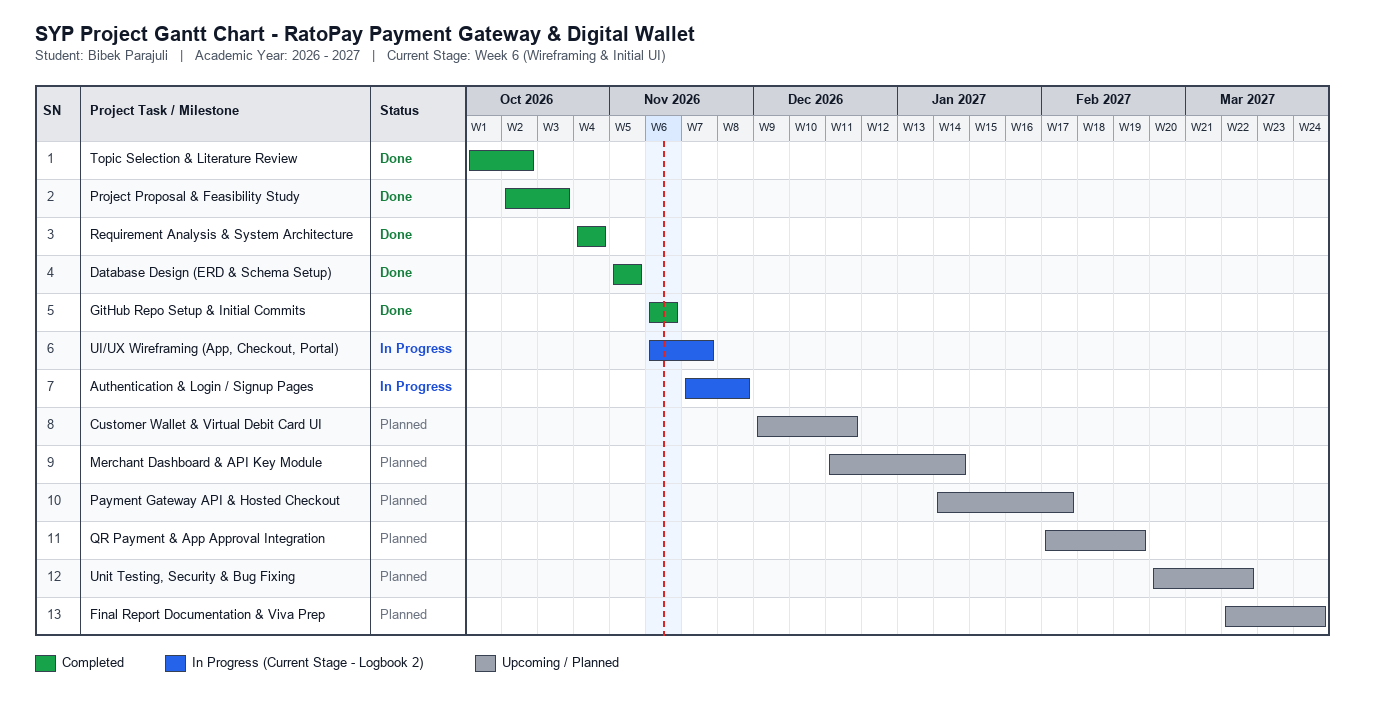 SYP Project Gantt Chart - RatoPay Payment Gateway & Digital Wallet
Student: Bibek Parajuli | Academic Year: 2026 - 2027 | Current Stage: Week 6 (Wireframing & Initial UI)
SN Project Task / Milestone Status Oct 2026 Nov 2026 Dec 2026 Jan 2027 Feb 2027 Mar 2027
W1 W2 W3 W4 W5 W6 W7 W8 W9 W10 W11 W12 W13 W14 W15 W16 W17 W18 W19 W20 W21 W22 W23 W24
1 Topic Selection & Literature Review Done
2 Project Proposal & Feasibility Study Done
3 Requirement Analysis & System Architecture Done
4 Database Design (ERD & Schema Setup) Done
5 GitHub Repo Setup & Initial Commits Done
6 UI/UX Wireframing (App, Checkout, Portal) In Progress
7 Authentication & Login / Signup Pages In Progress
8 Customer Wallet & Virtual Debit Card UI Planned
9 Merchant Dashboard & API Key Module Planned
10 Payment Gateway API & Hosted Checkout Planned
11 QR Payment & App Approval Integration Planned
12 Unit Testing, Security & Bug Fixing Planned
13 Final Report Documentation & Viva Prep Planned
Completed In Progress (Current Stage - Logbook 2) Upcoming / Planned